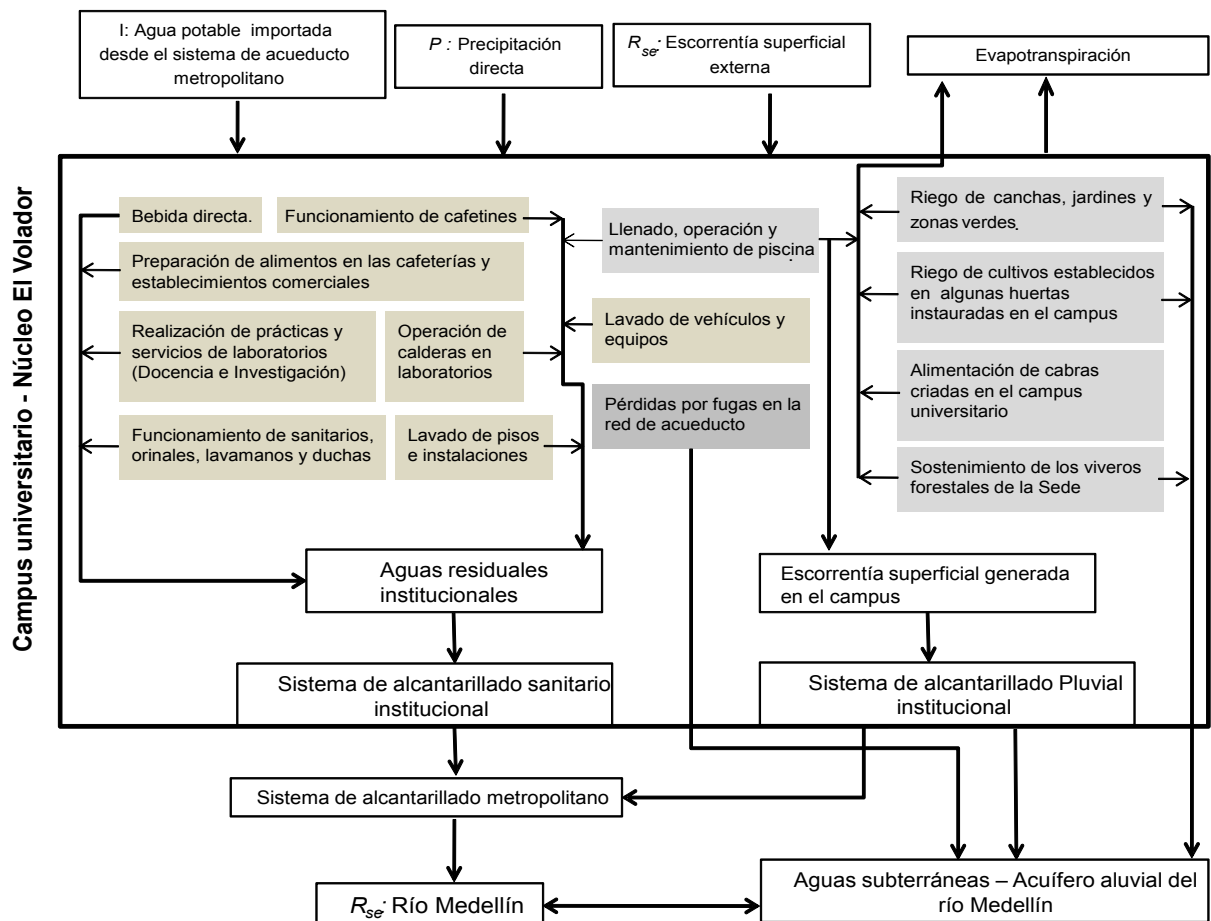 I: Agua potable importada
desde el sistema de acueducto
metropolitano
P : Precipitación
directa
Rse: Escorrentía superficial
externa
Evapotranspiración
Campus universitario - Núcleo El Volador
Bebida directa.
Funcionamiento de cafetines
Preparación de alimentos en las cafeterías y
establecimientos comerciales
Realización de prácticas y
servicios de laboratorios
(Docencia e Investigación)
Operación de
calderas en
laboratorios
Funcionamiento de sanitarios,
orinales, lavamanos y duchas
Lavado de pisos
e instalaciones
Llenado, operación y
mantenimiento de piscina.
Lavado de vehículos y
equipos
Pérdidas por fugas en la
red de acueducto
Riego de canchas, jardines y
zonas verdes.
Riego de cultivos establecidos
en algunas huertas
instauradas en el campus
Alimentación de cabras
criadas en el campus
universitario
Sostenimiento de los viveros
forestales de la Sede
Aguas residuales
institucionales
Escorrentía superficial generada
en el campus
Sistema de alcantarillado sanitario
institucional
Sistema de alcantarillado Pluvial
institucional
Sistema de alcantarillado metropolitano
Rse: Río Medellín
Aguas subterráneas – Acuífero aluvial del
río Medellín